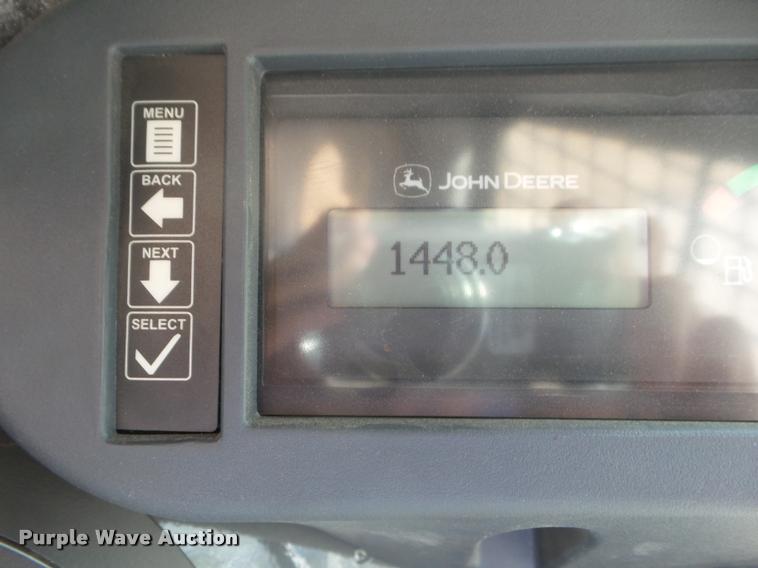 MENU
BACK
NEXT
SELECT
JOHN DEERE
1448.0
Purple Wave Auction